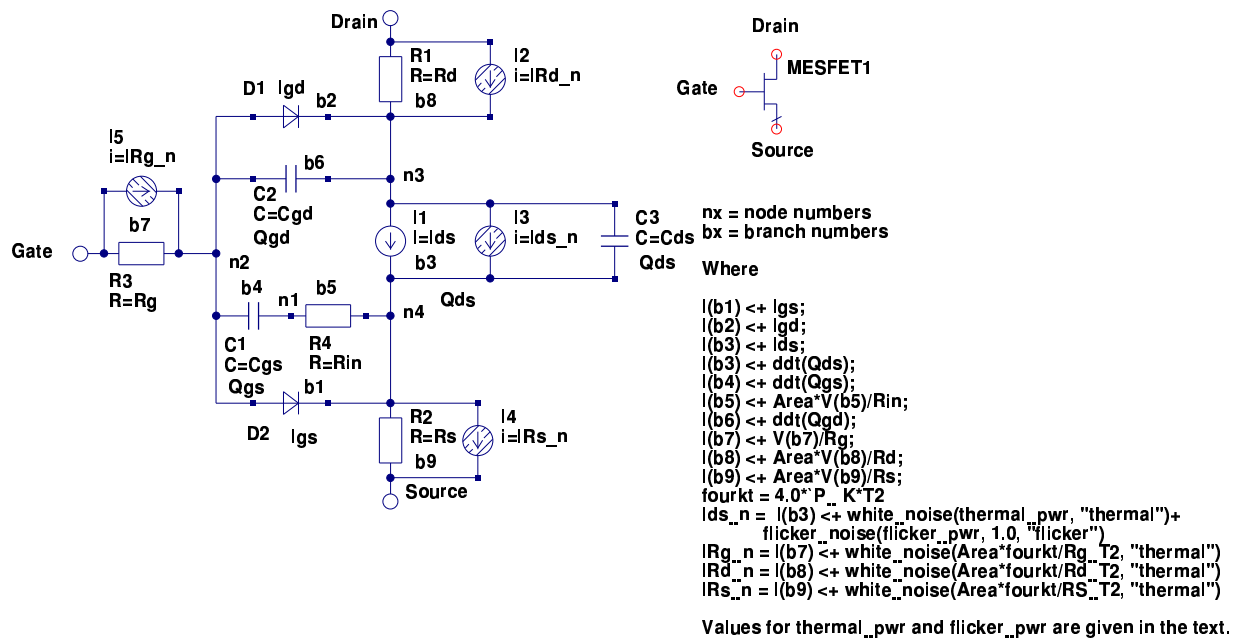 Drain
R1
R=Rd
b8
I2
i=IRd_n
D1
Igd
b2
I5
i=IRg_n
b7
Gate
R3
R=Rg
b6
C2
C=Cgd
Qgd
n3
n2
I1
I=Ids
b3
I3
i=Ids_n
C3
C=Cds
Qds
Qds
b4
n1
b5
n4
C1
C=Cgs
Qgs
R4
R=Rin
b1
D2
Igs
R2
R=Rs
b9
I4
i=IRs_n
Source
Drain
Gate
MESFET1
Source
nx = node numbers
bx = branch numbers
Where
I(b1) <+ Igs;
I(b2) <+ Igd;
I(b3) <+ Ids;
I(b3) <+ ddt(Qds);
I(b4) <+ ddt(Qgs);
I(b5) <+ Area*V(b5)/Rin;
I(b6) <+ ddt(Qgd);
I(b7) <+ V(b7)/Rg;
I(b8) <+ Area*V(b8)/Rd;
I(b9) <+ Area*V(b9)/Rs;
fourkt = 4.0*`P_K*T2
Ids_n = I(b3) <+ white_noise(thermal_pwr, "thermal")+
flicker_noise(flicker_pwr, 1.0, "flicker")
IRg_n = I(b7) <+ white_noise(Area*fourkt/Rg_T2, "thermal")
IRd_n = I(b8) <+ white_noise(Area*fourkt/Rd_T2, "thermal")
IRs_n = I(b9) <+ white_noise(Area*fourkt/RS_T2, "thermal")
Values for thermal_pwr and flicker_pwr are given in the text.